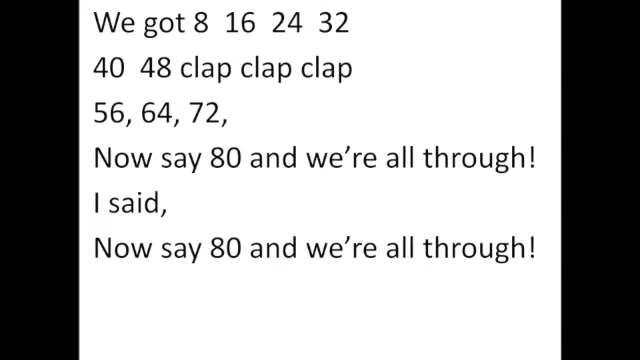 We got 8  16  24  32
40  48 clap clap clap
56, 64, 72,
Now say 80 and we’re all through!
I said,
Now say 80 and we’re all through!